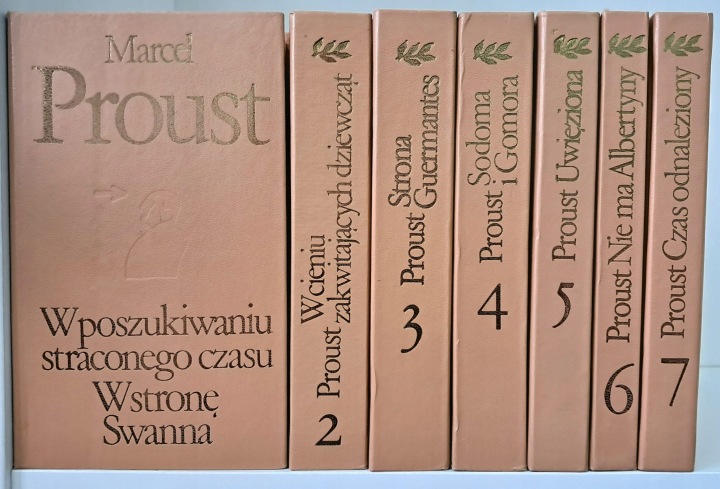 Marcel
Proust
W poszukiwaniu
straconego czasu
W stronę
Swanna
2 Proust W cieniu
zakwitających dziewcząt
3 Proust Strona
Guermantes
4 Proust Sodoma
i Gomora
5 Proust Uwięziona
6 Proust Nie ma Albertyny
7 Proust Czas odnaleziony